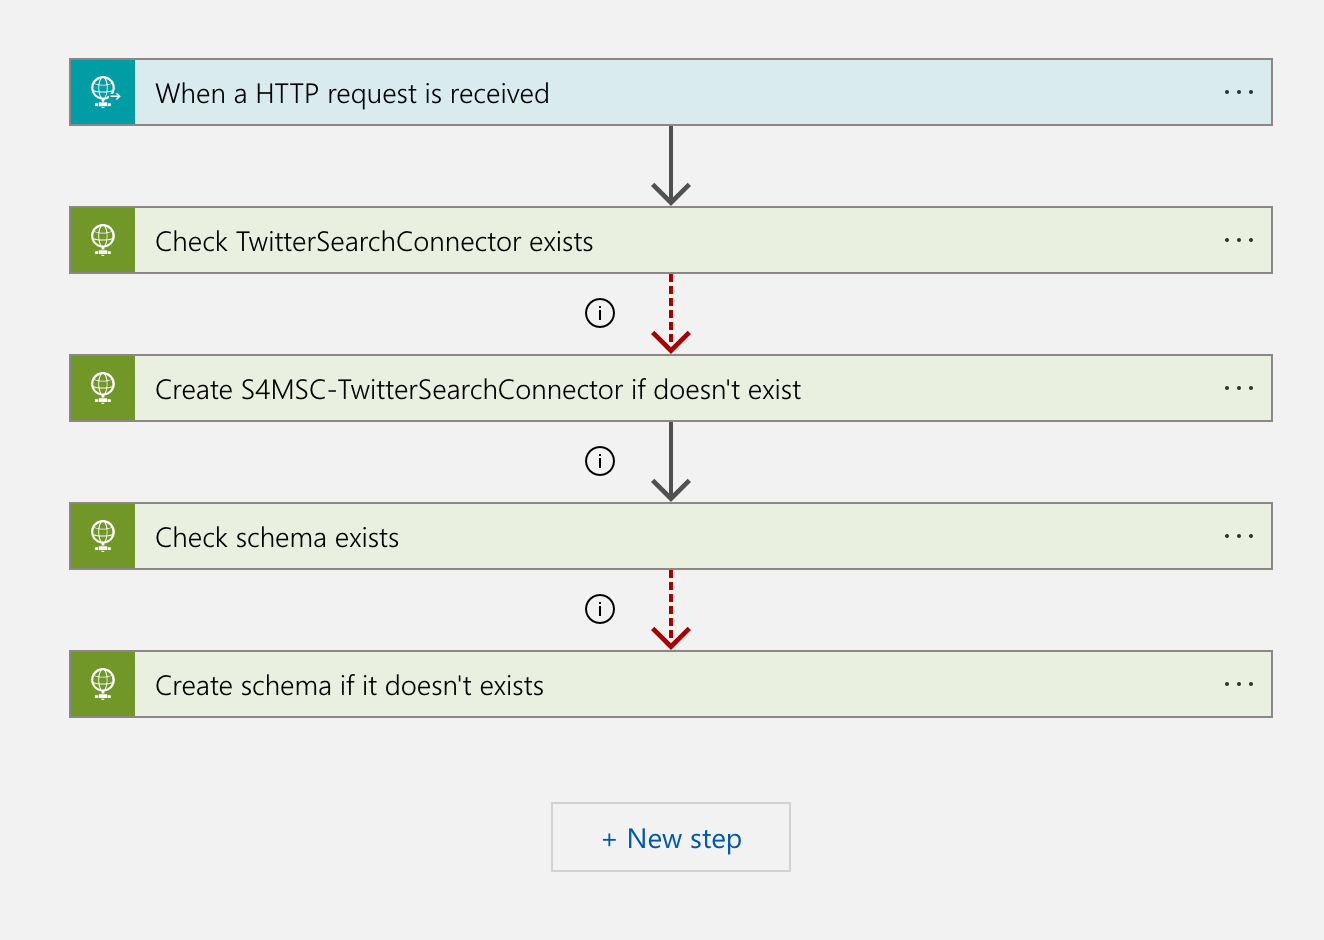 When a HTTP request is received
Check TwitterSearchConnector exists
i
Create S4MSC-TwitterSearchConnector if doesn't exist
i
Check schema exists
i
Create schema if it doesn't exists
+ New step